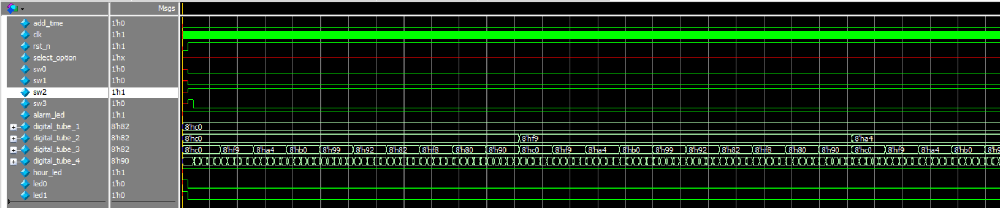 Msgs
add_time 1'h0
clk 1'h1
rst_n 1'h1
select_option 1'hx
sw0 1'h0
sw1 1'h0
sw2 1'h1
sw3 1'h0
alarm_led 1'h1
digital_tube_1 8'h82 8'hc0
digital_tube_2 8'h82 8'hc0 8'hf9 8'ha4
digital_tube_3 8'h82 8'hc0 8'hf9 8'ha4 8'hb0 8'h99 8'h92 8'h82 8'hf8 8'h80 8'h90 8'hc0 8'hf9 8'ha4 8'hb0 8'h99 8'h92 8'h82 8'hf8 8'h80 8'h90 8'hc0 8'hf9 8'ha4 8'hb0 8'h9
digital_tube_4 8'h90
hour_led 1'h1
led0 1'h0
led1 1'h0